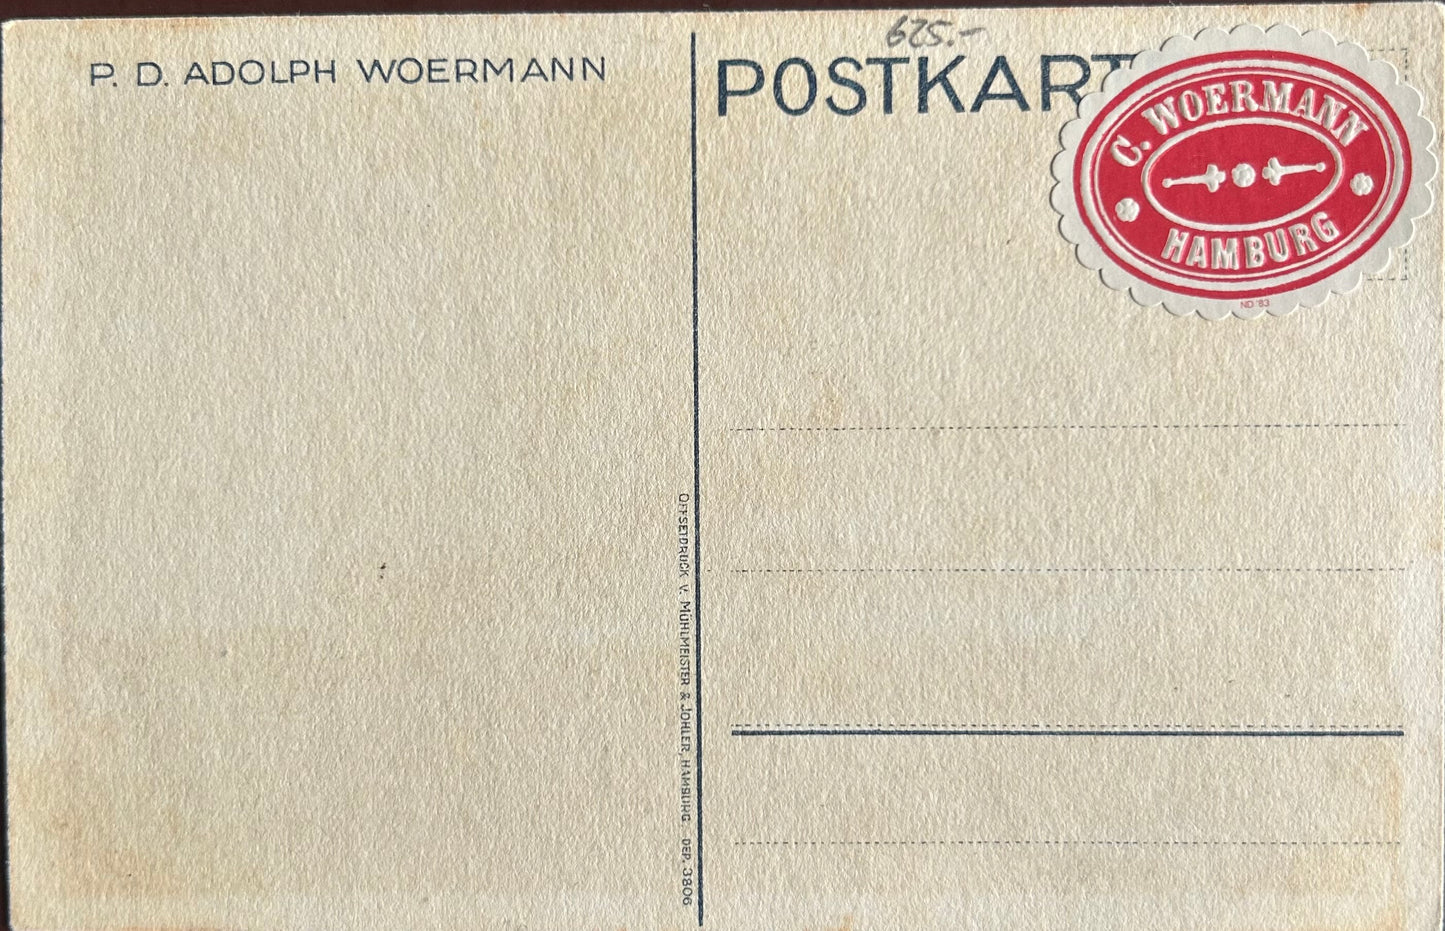 P. D. ADOLPH WOERMANN
625.-
POSTKART
C. WOERMANN
HAMBURG
ND '83
OFFSETDRUCK V. MÜHLMEISTER & JOHLER, HAMBURG. DEP. 3806